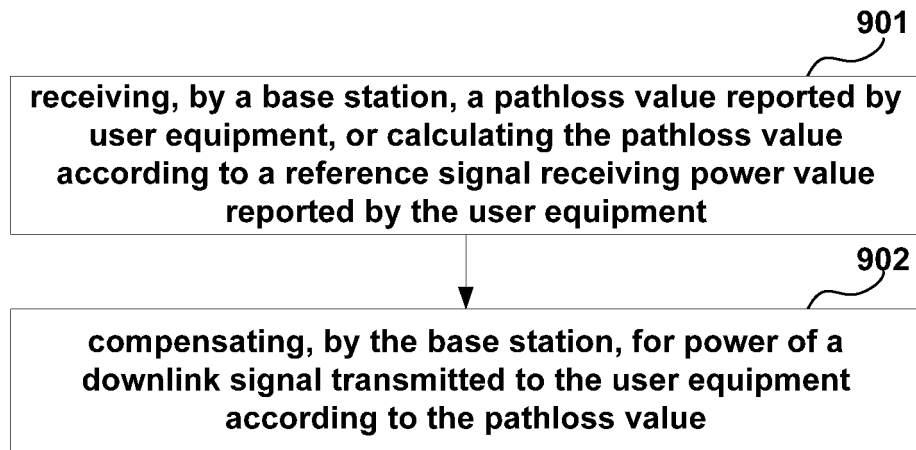 901
receiving, by a base station, a pathloss value reported by
user equipment, or calculating the pathloss value
according to a reference signal receiving power value
reported by the user equipment
902
compensating, by the base station, for power of a
downlink signal transmitted to the user equipment
according to the pathloss value